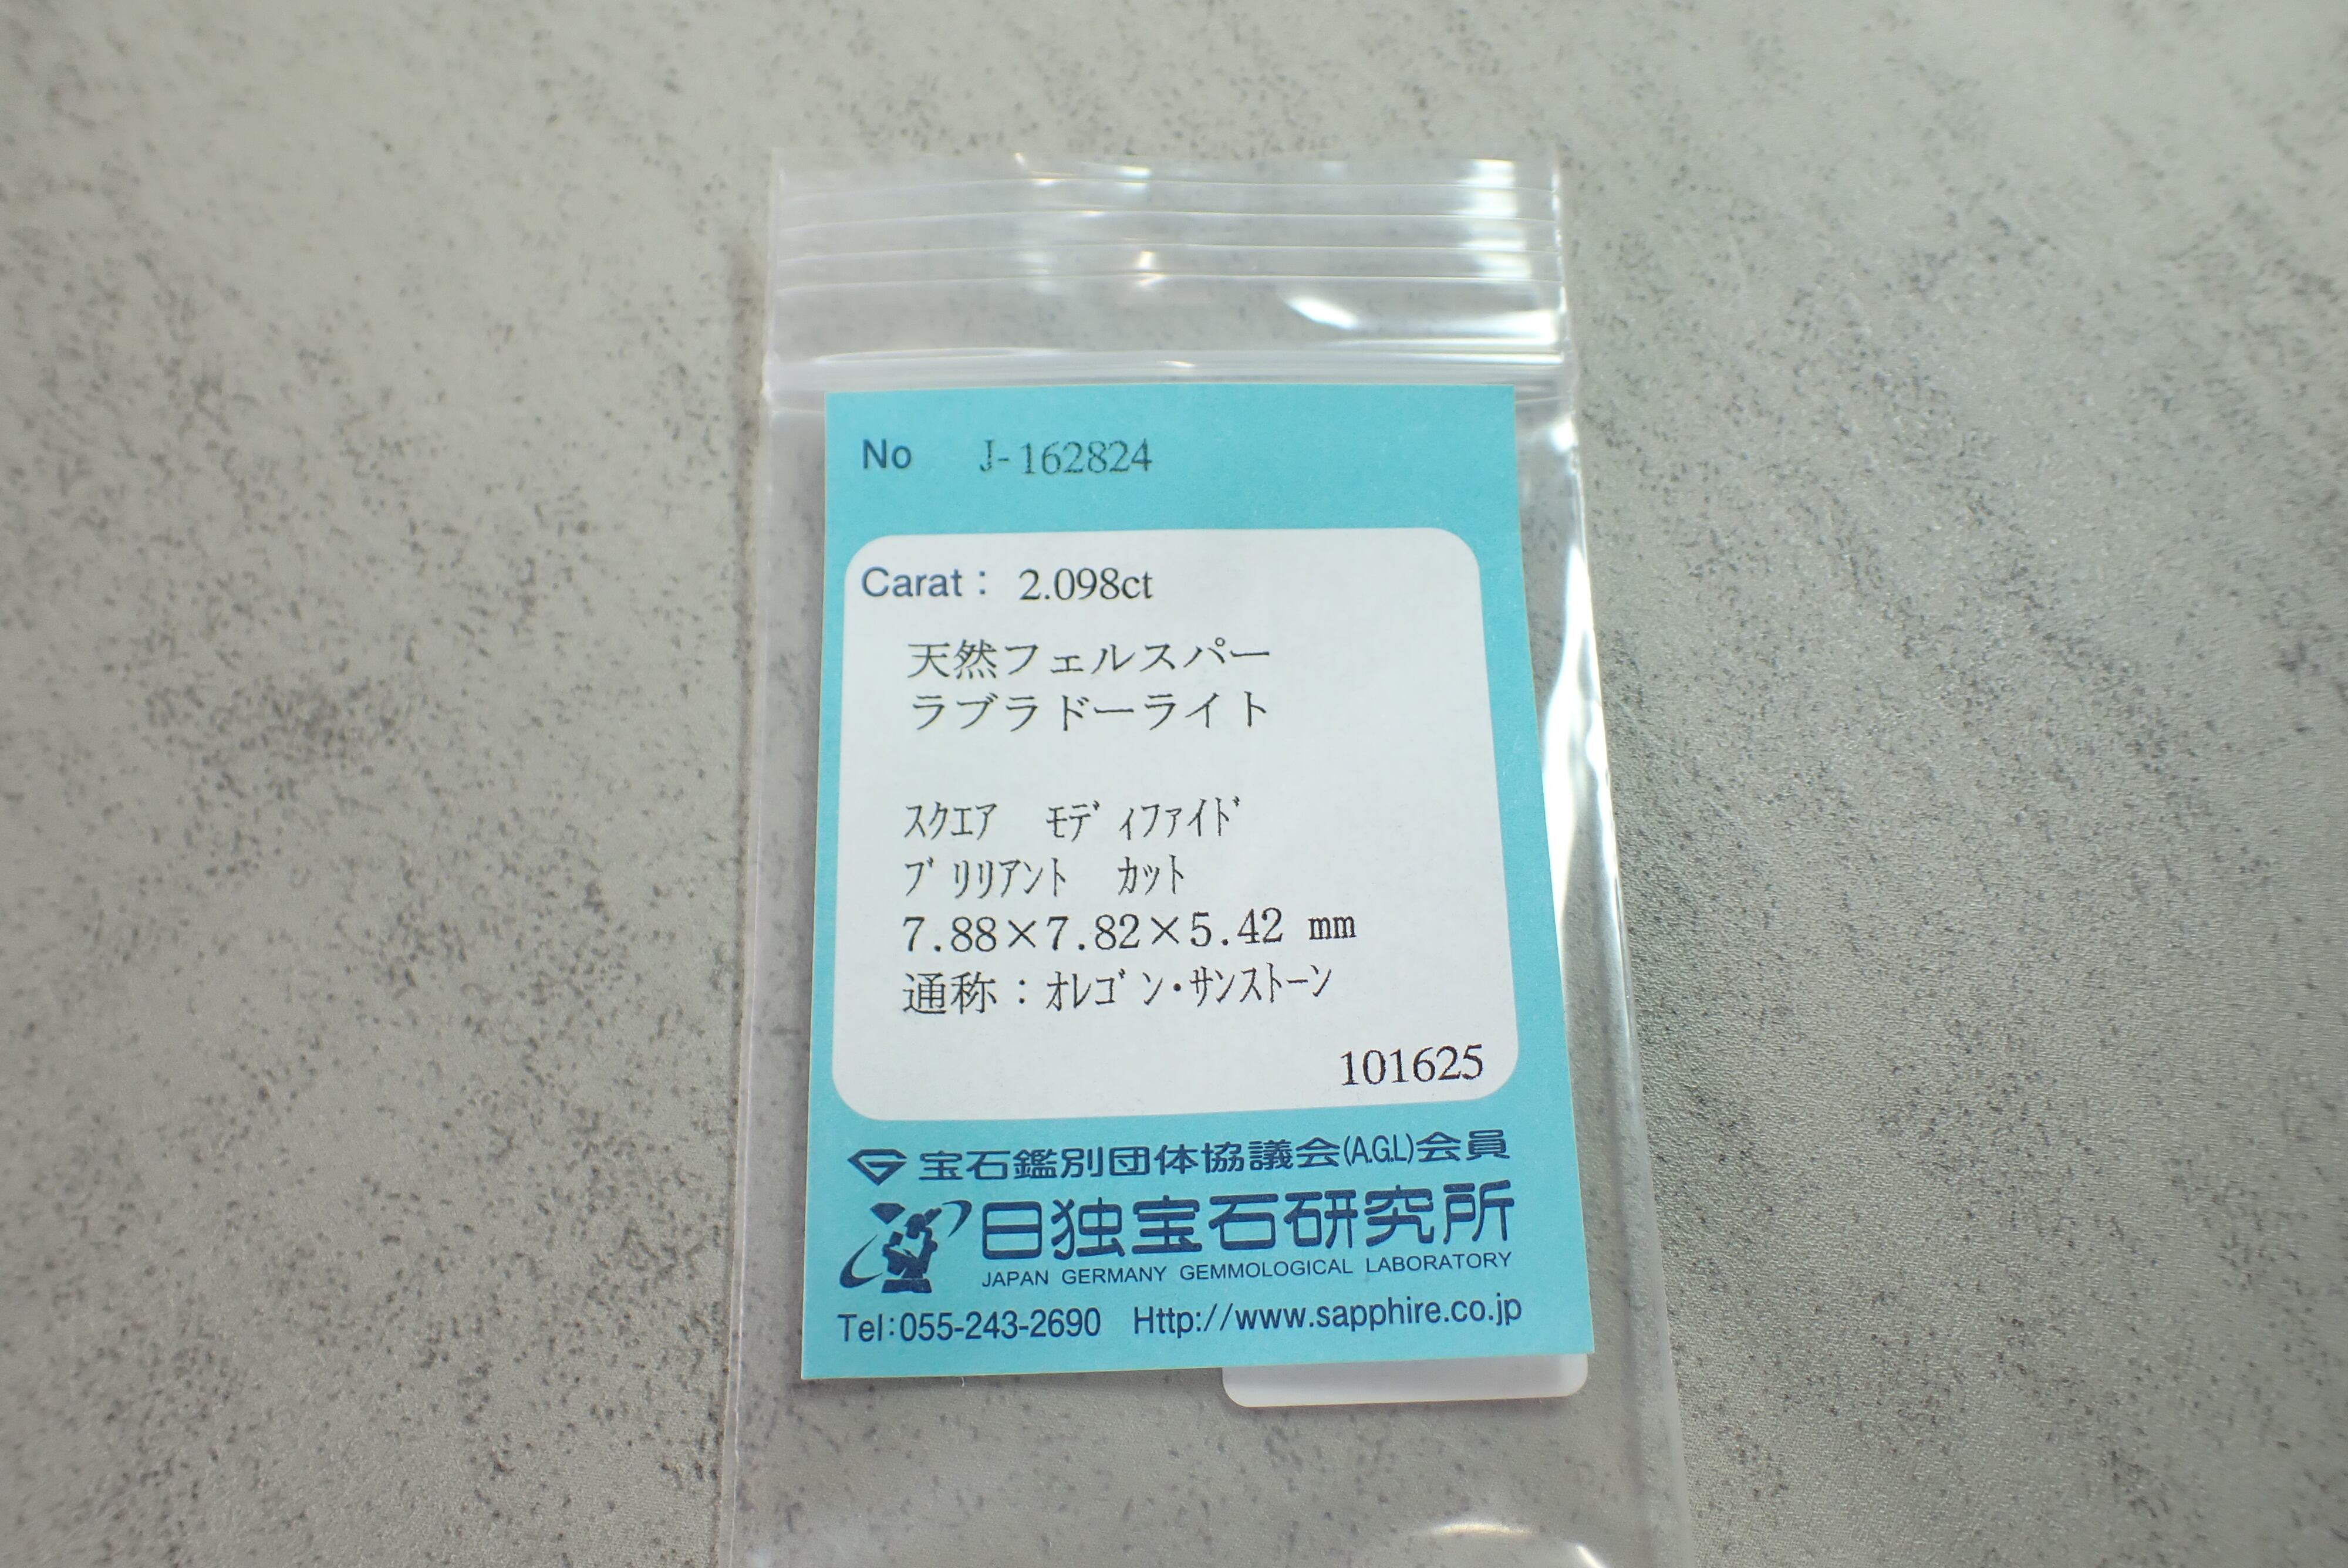 No J-162824
Carat： 2.098ct
天然フェルスパー
ラブラドーライト
ｽｸｴｱ ﾓﾃﾞｨﾌｧｲﾄﾞ
ﾌﾞﾘﾘｱﾝﾄ ｶｯﾄ
7.88×7.82×5.42 mm
通称：ｵﾚｺﾞﾝ・ｻﾝｽﾄｰﾝ
101625
宝石鑑別団体協議会(A.G.L)会員
日独宝石研究所
JAPAN GERMANY GEMMOLOGICAL LABORATORY
Tel:055-243-2690 Http://www.sapphire.co.jp